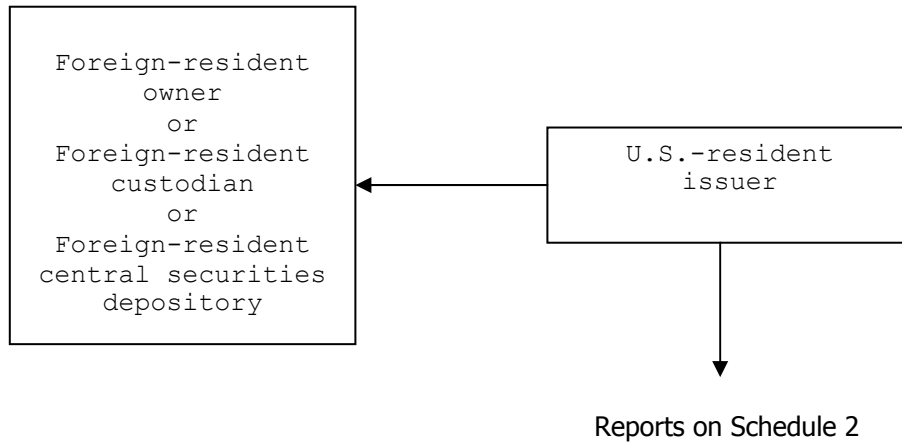 Foreign-resident
owner
or
Foreign-resident
custodian
or
Foreign-resident
central securities
depository
U.S.-resident
issuer
Reports on Schedule 2